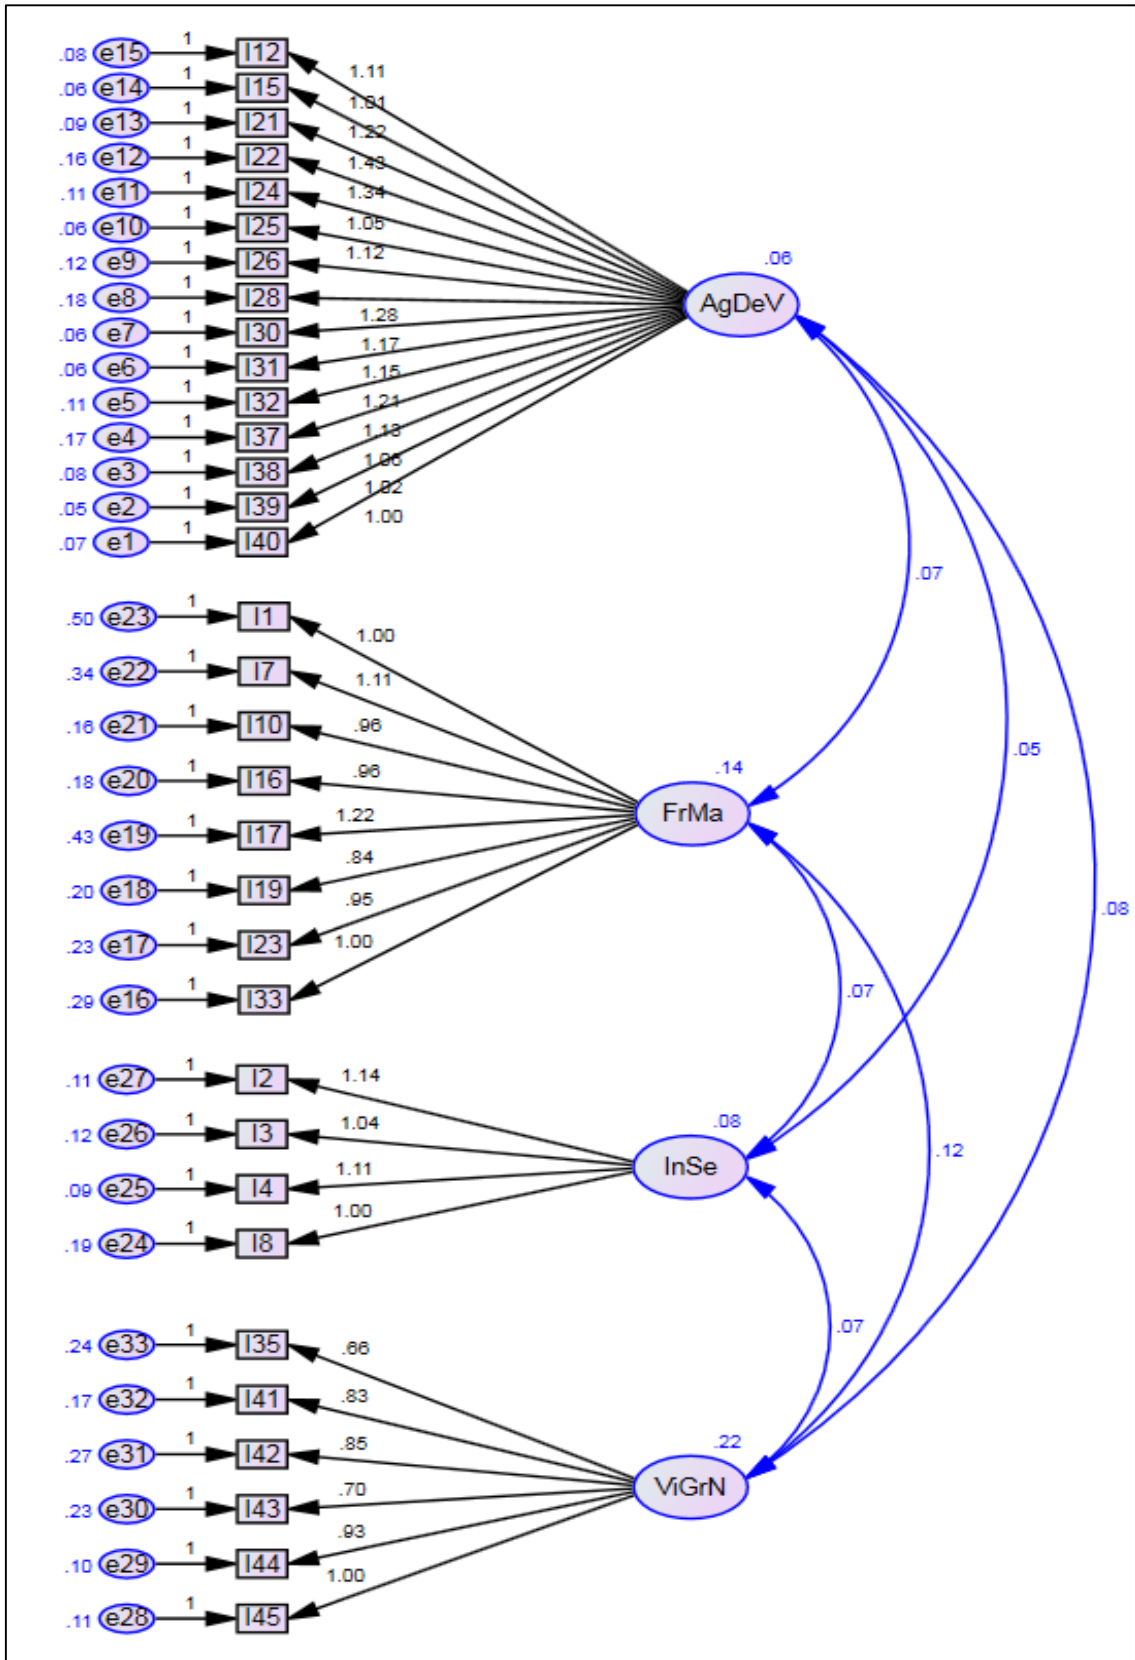 .08 e15 1 I12 1.11
.06 e14 1 I15 1.01
.09 e13 1 I21 1.22
.16 e12 1 I22 1.43
.11 e11 1 I24 1.34
.06 e10 1 I25 1.05
.12 e9 1 I26 1.12
.18 e8 1 I28 1.28
.06 e7 1 I30 1.17
.06 e6 1 I31 1.15
.11 e5 1 I32 1.21
.17 e4 1 I37 1.13
.08 e3 1 I38 1.06
.05 e2 1 I39 1.02
.07 e1 1 I40 1.00
.06
AgDeV
.07
.50 e23 1 I1 1.00
.34 e22 1 I7 1.11
.16 e21 1 I10 .96
.18 e20 1 I16 .96
.43 e19 1 I17 1.22
.20 e18 1 I19 .84
.23 e17 1 I23 .95
.29 e16 1 I33 1.00
.14
FrMa
.05
.08
.07
.11 e27 1 I2 1.14
.12 e26 1 I3 1.04
.09 e25 1 I4 1.11
.19 e24 1 I8 1.00
.08
InSe
.12
.07
.24 e33 1 I35 .66
.17 e32 1 I41 .83
.27 e31 1 I42 .85
.23 e30 1 I43 .70
.10 e29 1 I44 .93
.11 e28 1 I45 1.00
.22
ViGrN